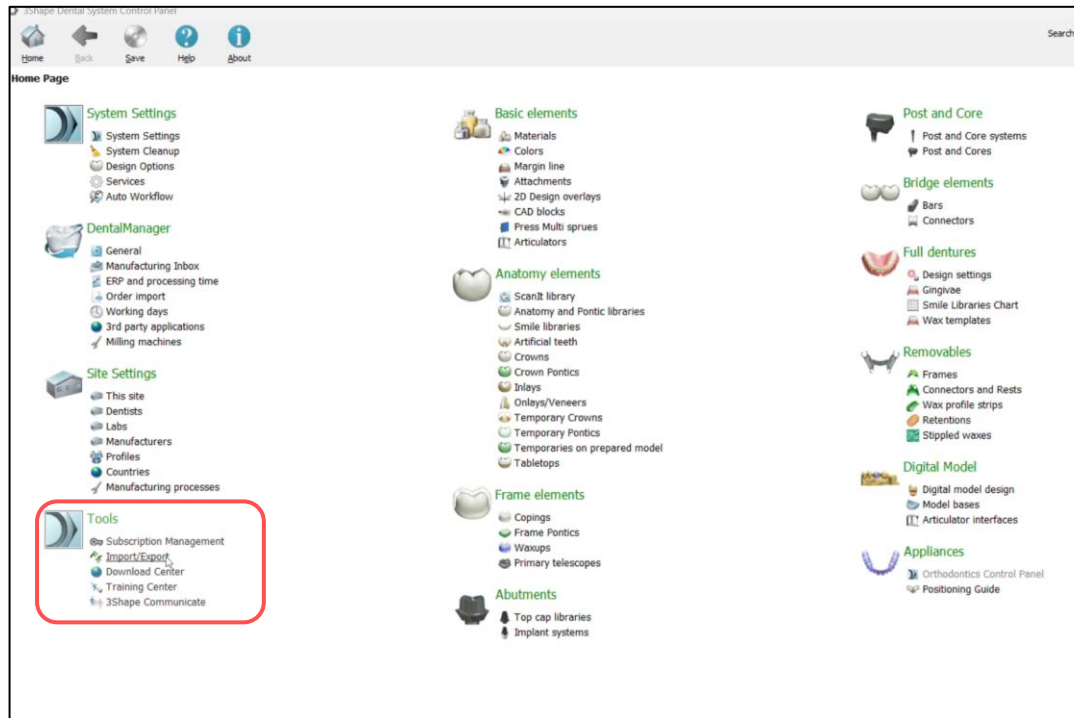 3Shape Dental System Control Panel
Home Back Save Help About
Search
Home Page
System Settings
System Settings
System Cleanup
Design Options
Services
Auto Workflow
DentalManager
General
Manufacturing Inbox
ERP and processing time
Order import
Working days
3rd party applications
Milling machines
Site Settings
This site
Dentists
Labs
Manufacturers
Profiles
Countries
Manufacturing processes
Tools
Subscription Management
Import/Export
Download Center
Training Center
3Shape Communicate
Basic elements
Materials
Colors
Margin line
Attachments
2D Design overlays
CAD blocks
Press Multi sprues
Articulators
Anatomy elements
ScanIt library
Anatomy and Pontic libraries
Smile libraries
Artificial teeth
Crowns
Crown Pontics
Inlays
Onlays/Veneers
Temporary Crowns
Temporary Pontics
Temporaries on prepared model
Tabletops
Frame elements
Copings
Frame Pontics
Waxups
Primary telescopes
Abutments
Top cap libraries
Implant systems
Post and Core
Post and Core systems
Post and Cores
Bridge elements
Bars
Connectors
Full dentures
Design settings
Gingivae
Smile Libraries Chart
Wax templates
Removables
Frames
Connectors and Rests
Wax profile strips
Retentions
Stippled waxes
Digital Model
Digital model design
Model bases
Articulator interfaces
Appliances
Orthodontics Control Panel
Positioning Guide